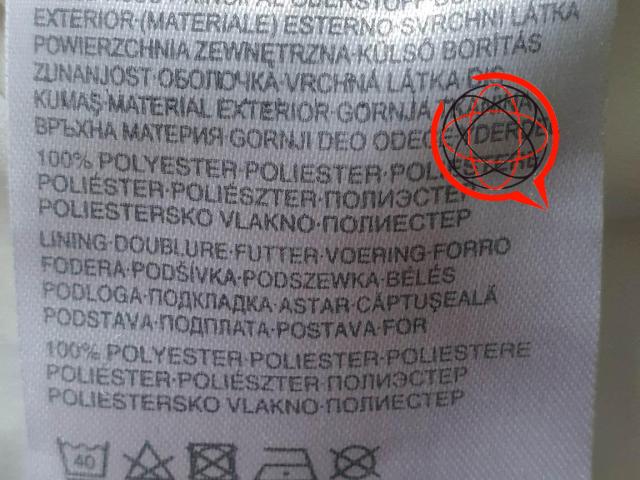 EXTERIOR·(MATERIALE) ESTERNO·SVRCHNÍ LÁTKA
POWIERZCHNIA ZEWNĘTRZNA·KÜLSŐ BORÍTÁS
ZUNANJOST·ОБОЛОЧКА·VRCHNÁ LÁTKA·DIŞ
KUMAŞ·MATERIAL EXTERIOR·GORNJA TKANINA
ВРЪХНА МАТЕРИЯ·GORNJI DEO
100% POLYESTER·POLIESTER
POLIÉSTER·POLIÉSZTER·ПОЛИЭСТЕР
POLIESTERSKO VLAKNO·ПОЛИЕСТЕР
LINING·DOUBLURE·FUTTER·VOERING·FORRO
FODERA·PODŠÍVKA·PODSZEWKA·BÉLÉS
PODLOGA·ПОДКЛАДКА·ASTAR·CĂPTUȘEALĂ
PODSTAVA·ПОДПЛАТА·POSTAVA·FOR
100% POLYESTER·POLIESTER·POLIESTERE
POLIÉSTER·POLIÉSZTER·ПОЛИЭСТЕР
POLIESTERSKO VLAKNO·ПОЛИЕСТЕР
40